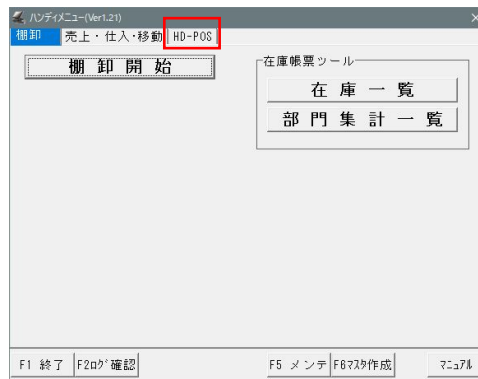 ハンディメニュー(Ver1.21)
棚卸 売上・仕入・移動 HD-POS
棚卸開始
在庫帳票ツール
在庫一覧
部門集計一覧
F1 終了 F2ﾛｸﾞ確認 F5 メンテ F6ﾏｽﾀ作成 ﾏﾆｭｱﾙ